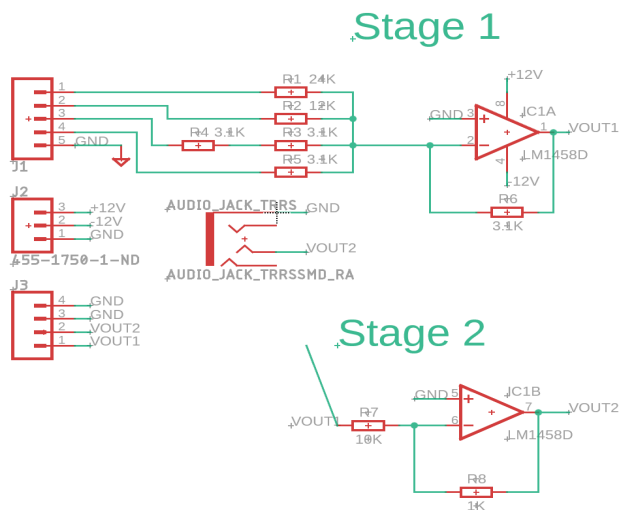 Stage 1
1
2
3
4
5
GND
J1
R1 24K
R2 12K
R4 3.1K
R3 3.1K
R5 3.1K
+12V
8
GND 3
IC1A
1 VOUT1
2
LM1458D
4
-12V
R6
3.1K
J2
3 +12V
2 -12V
1 GND
455-1750-1-ND
AUDIO_JACK_TRRS
GND
VOUT2
AUDIO_JACK_TRRSSMD_RA
J3
4 GND
3 GND
2 VOUT2
1 VOUT1
Stage 2
GND 5
IC1B
7 VOUT2
VOUT1
R7
10K
6
LM1458D
R8
1K